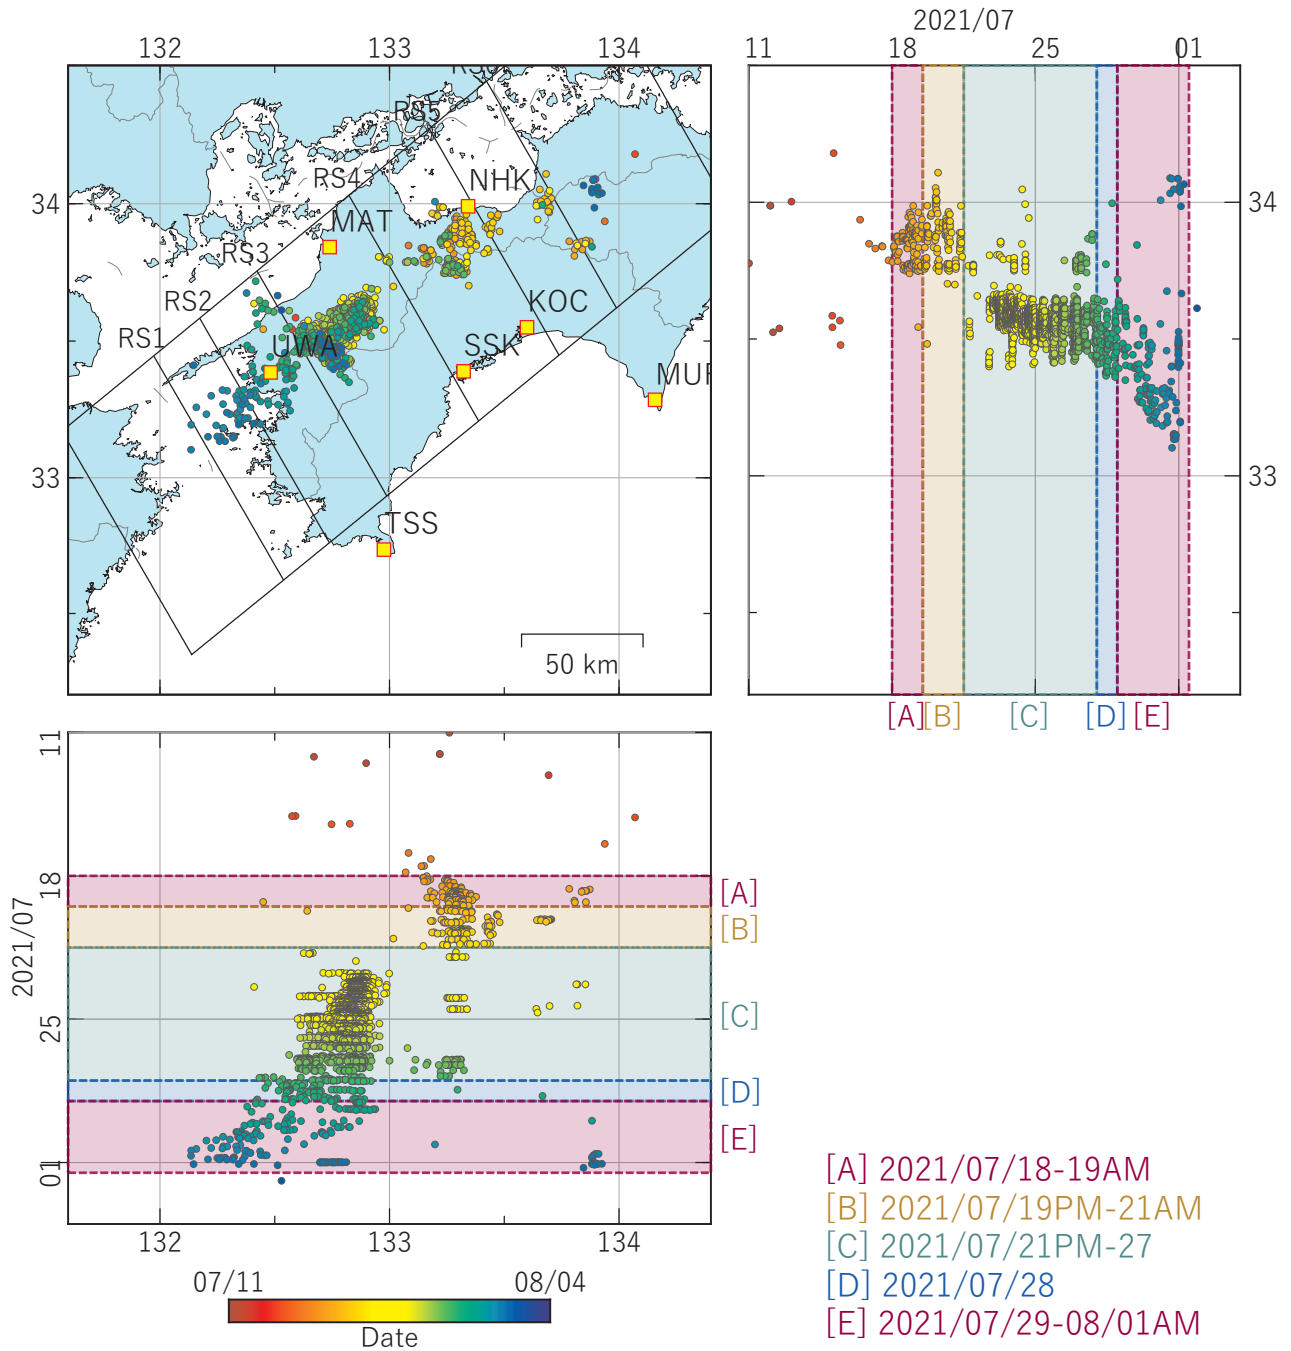 2021/07
132 133 134
11 18 25 01
RS5
RS4
NHK
34
34
MAT
RS3
RS2
KOC
RS1
UWA
SSK
MUR
33
33
TSS
50 km
[A] [B] [C] [D] [E]
11
18
[A]
[B]
2021/07
[C]
25
[D]
[E]
01
132 133 134
[A] 2021/07/18-19AM
[B] 2021/07/19PM-21AM
[C] 2021/07/21PM-27
[D] 2021/07/28
[E] 2021/07/29-08/01AM
07/11 08/04
Date